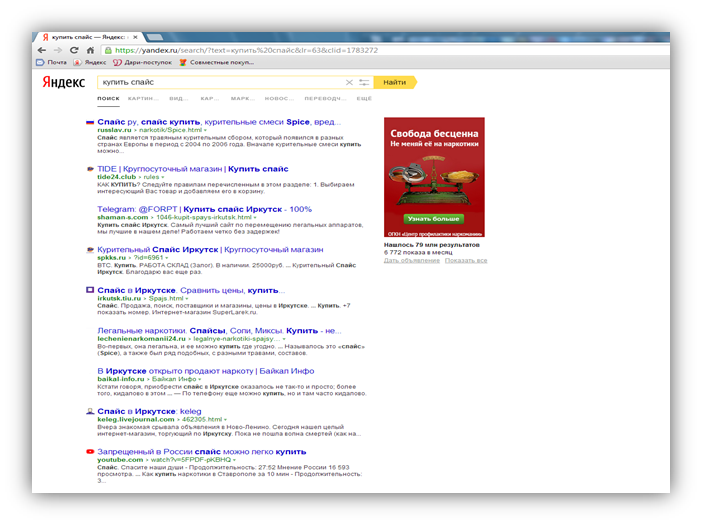 купить спайс — Яндекс:
https://yandex.ru/search/?text=купить%20спайс&lr=63&clid=1783272
Почта Яндекс Дари-поступок Совместные покуп...
Яндекс купить спайс Найти
ПОИСК КАРТИН... ВИД... КАР... МАРК... НОВОС... ПЕРЕВОДЧ... ЕЩЁ
Спайс ру, спайс купить, курительные смеси Spice, вред...
russlav.ru › narkotik/Spice.html
Спайс является травяным курительным сбором, который появился в разных
странах Европы в период с 2004 до 2006 года. Вначале курительные смеси купить
можно...
TIDE | Круглосуточный магазин | Купить спайс
tide24.club › rules
КАК КУПИТЬ? Следуйте правилам перечисленным в этом разделе: 1. Выбираем
интересующий Вас товар и добавляем его в корзину.
Telegram: @FORPT | Купить спайс Иркутск - 100%
shaman-s.com › 1046-kupit-spays-irkutsk.html
Купить спайс Иркутск. Самый лучший сайт по перемещению легальных аппаратов,
мы лучшие в нашем деле! Работаем четко без задержек!
Курительный Спайс Иркутск | Круглосуточный магазин
spkks.ru › ?id=6961
BTC. Купить. РАБОТА СКЛАД (Залог). В наличии. 25000руб. ... Курительный Спайс
Иркутск. Благодарю вас еще раз.
Спайс в Иркутске. Сравнить цены, купить...
irkutsk.tiu.ru › Spajs.html
Спайс. Продажа, поиск, поставщики и магазины, цены в Иркутске. ... Купить. +7
показать номер. Интернет-магазин SuperLarek.ru.
Легальные наркотики. Спайсы, Соли, Миксы. Купить - не...
lechenienarkomanii24.ru › legalnye-narkotiki-spajsy...
Во-первых, она легальна, и ее можно купить где угодно. ... Называлось это «спайс»
(Spice), а также был ряд подобных, с разными травами, составов.
В Иркутске открыто продают наркоту | Байкал Инфо
baikal-info.ru › Байкал Инфо
Кстати говоря, приобрести спайс в Иркутске оказалось не так-то и просто; более
того, кидалово в этом ... — По телефону еще можно купить, но и там часто кидалово.
Спайс в Иркутске: keleg
keleg.livejournal.com › 462305.html
Вчера знакомая срывала объявления в Ново-Ленино. Сегодня нашел целый
интернет-магазин, торгующий по Иркутску. Пока не пошла волна смертей (как на...
Запрещенный в России спайс можно легко купить
youtube.com › watch?v=5FPDF-pKBHQ
Спайс. Спасите наши души - Продолжительность: 27:52 Мнение России 16 593
просмотра. ... Как купить наркотики в Ставрополе за 10 мин - Продолжительность:
3...
Свобода бесценна
Не меняй её на наркотики
Узнать больше
ОГКН «Центр профилактики наркомании»
Нашлось 79 млн результатов
6 772 показа в месяц
Дать объявление Показать все